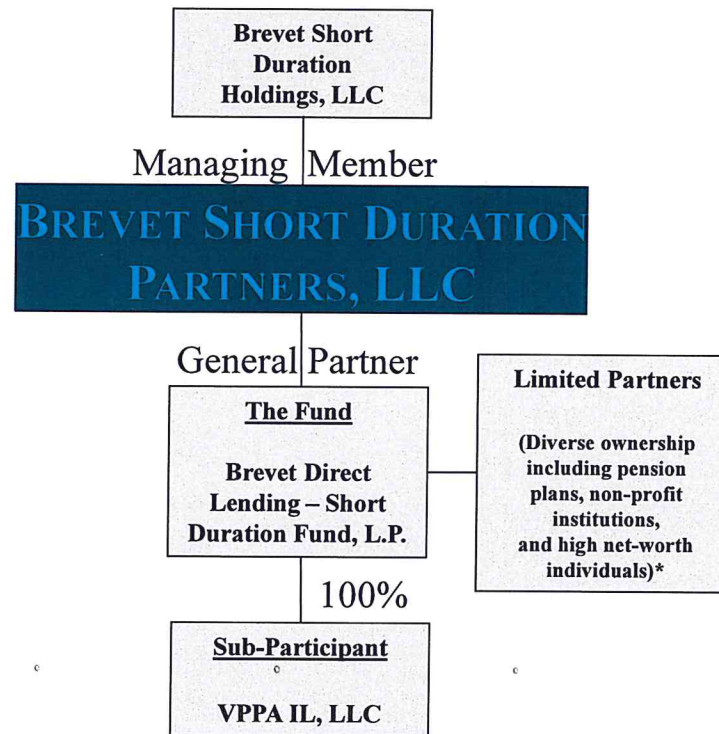 Brevet Short
Duration
Holdings, LLC
Managing Member
BREVET SHORT DURATION
PARTNERS, LLC
General Partner
The Fund
Brevet Direct
Lending – Short
Duration Fund, L.P.
Limited Partners
(Diverse ownership
including pension
plans, non-profit
institutions,
and high net-worth
individuals)*
100%
Sub-Participant
VPPA IL, LLC